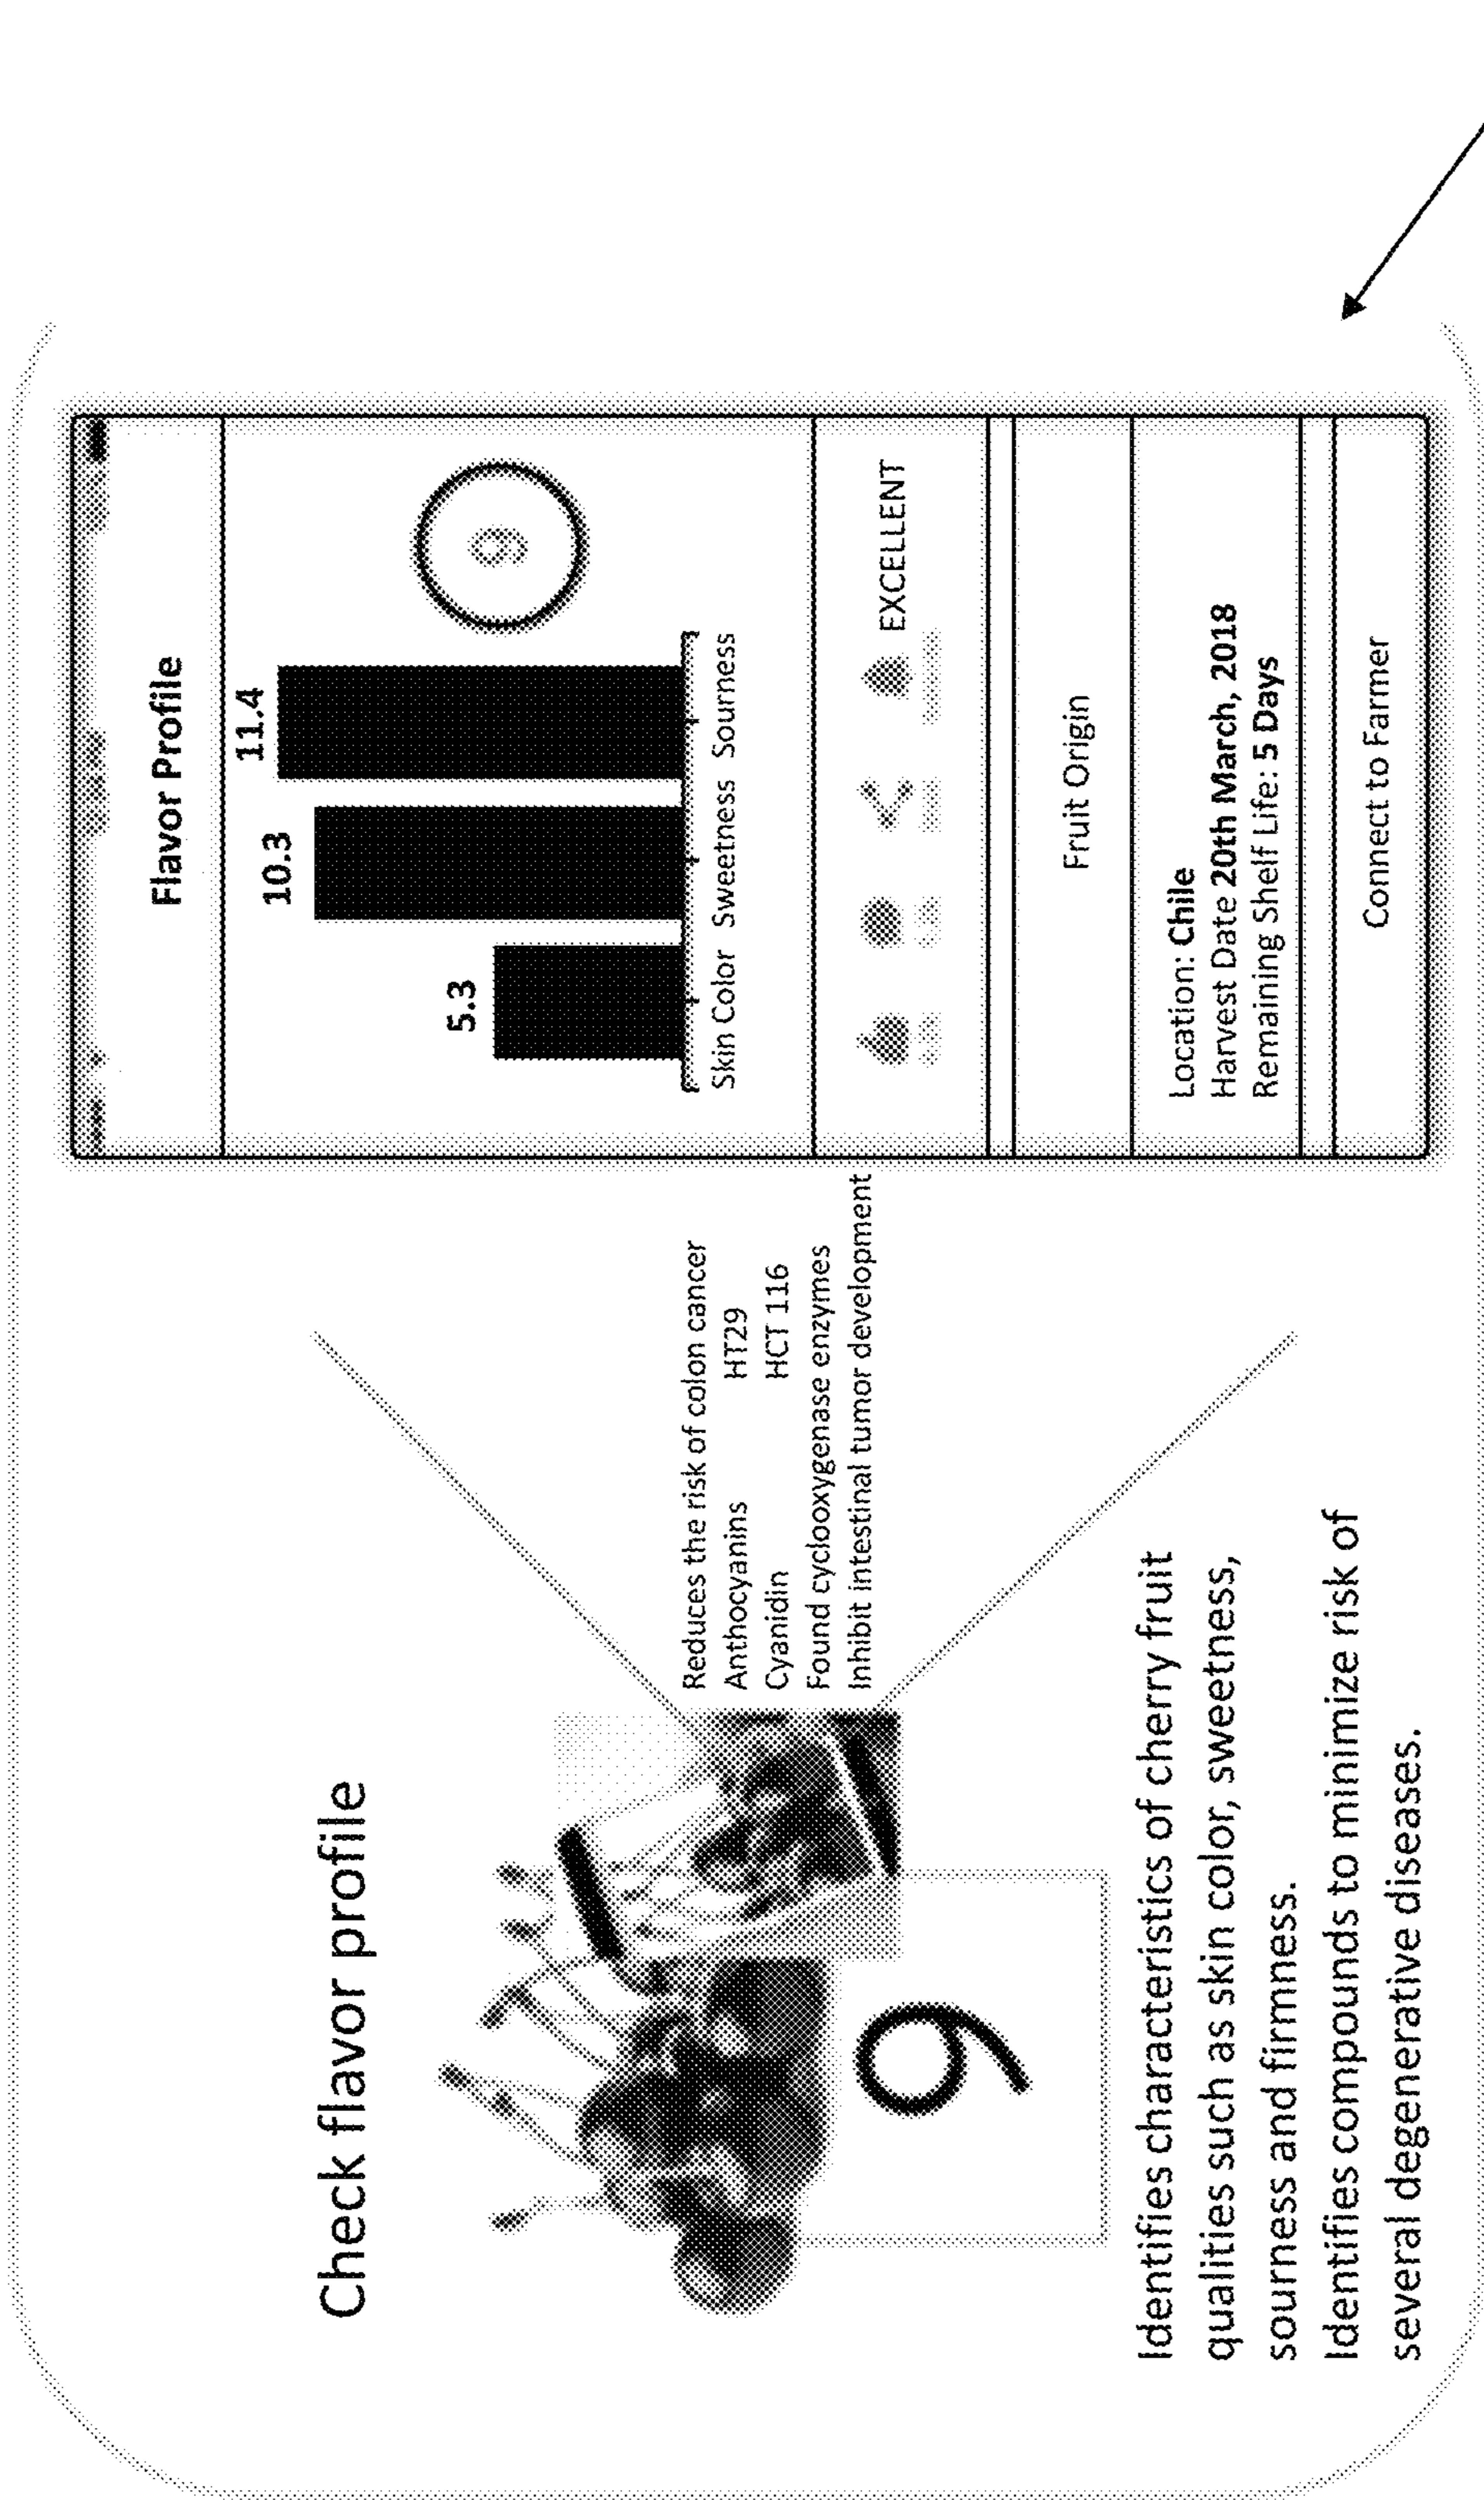 Check flavor profile
9
Reduces the risk of colon cancer
Anthocyanins HT29
Cyanidin HCT 116
Found cyclooxygenase enzymes
Inhibit intestinal tumor development
Identifies characteristics of cherry fruit
qualities such as skin color, sweetness,
sourness and firmness.
Identifies compounds to minimize risk of
several degenerative diseases.
Flavor Profile
5.3 10.3 11.4
9
Skin Color Sweetness Sourness
EXCELLENT
Fruit Origin
Location: Chile
Harvest Date 20th March, 2018
Remaining Shelf Life: 5 Days
Connect to Farmer